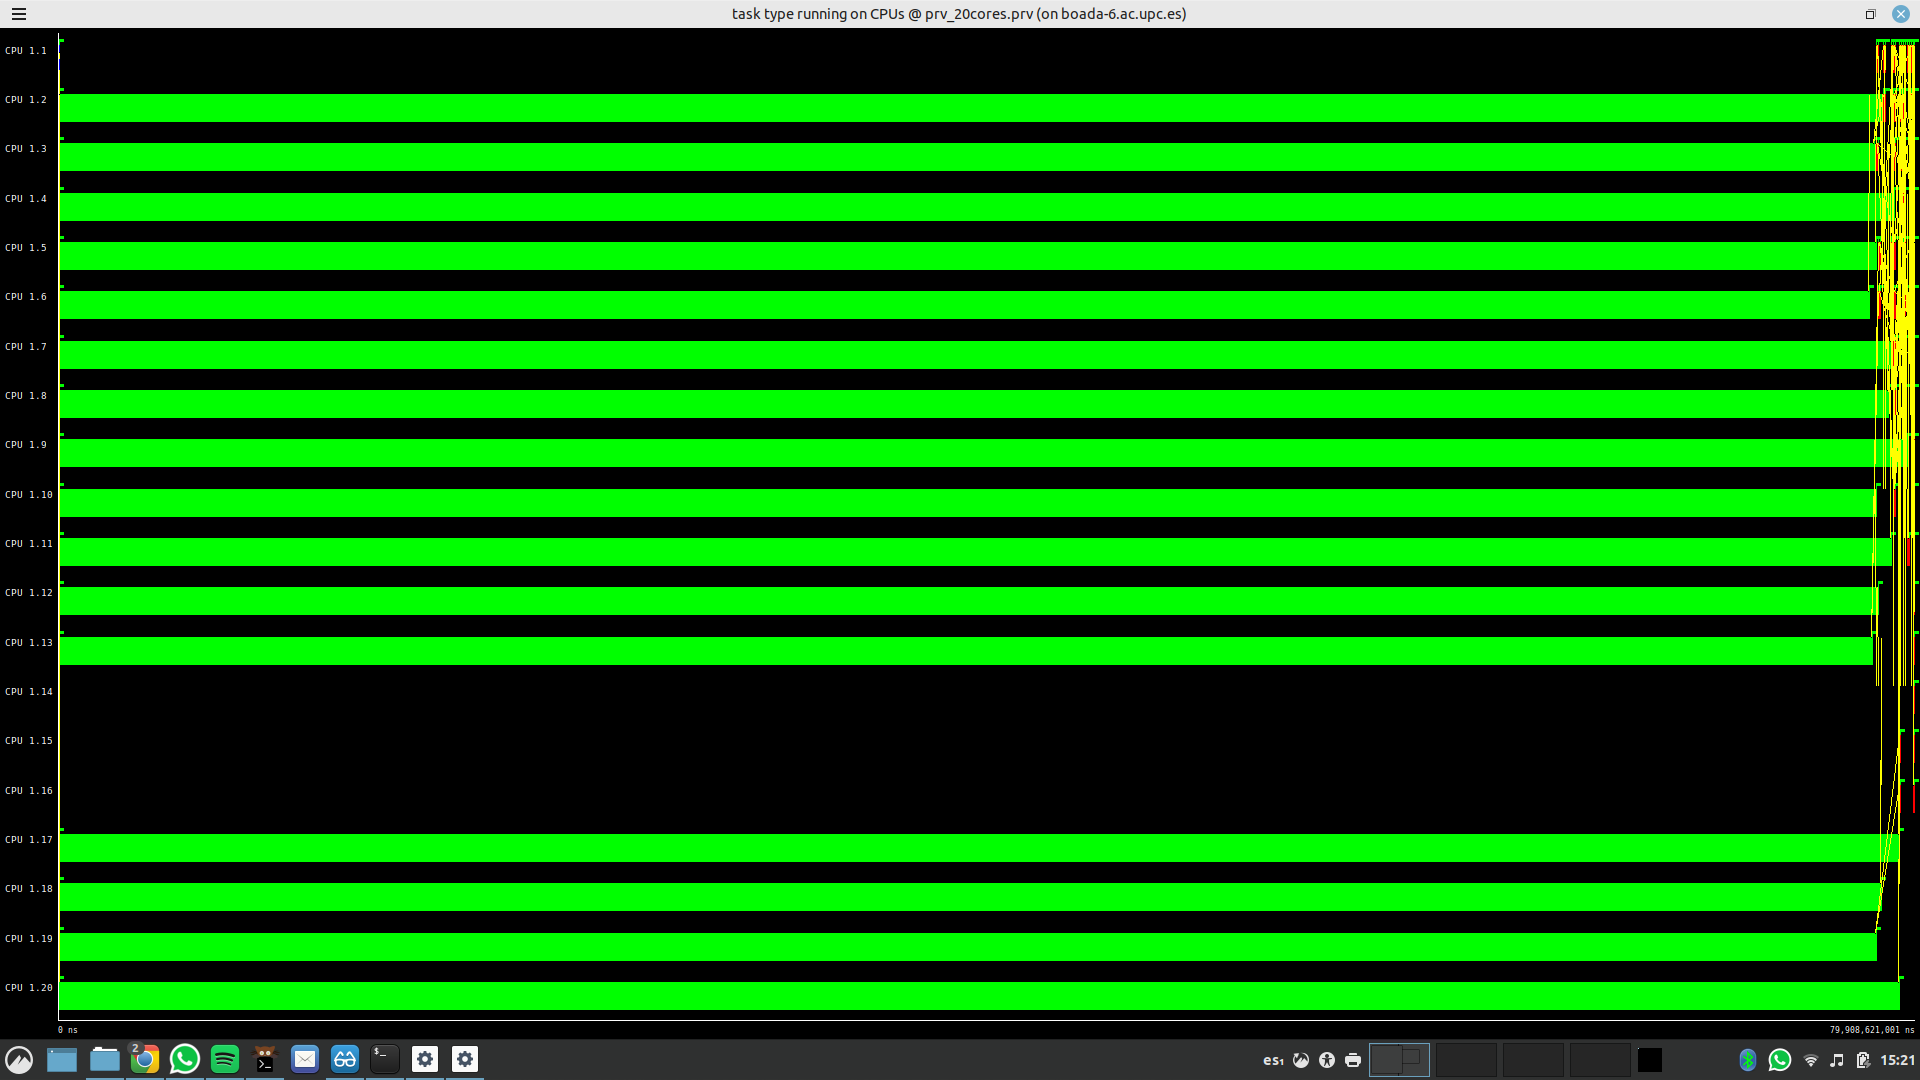 task type running on CPUs @ prv_20cores.prv (on boada-6.ac.upc.es)
CPU 1.1
CPU 1.2
CPU 1.3
CPU 1.4
CPU 1.5
CPU 1.6
CPU 1.7
CPU 1.8
CPU 1.9
CPU 1.10
CPU 1.11
CPU 1.12
CPU 1.13
CPU 1.14
CPU 1.15
CPU 1.16
CPU 1.17
CPU 1.18
CPU 1.19
CPU 1.20
0 ns
79,908,621,001 ns
2
$_
es₁
15:21